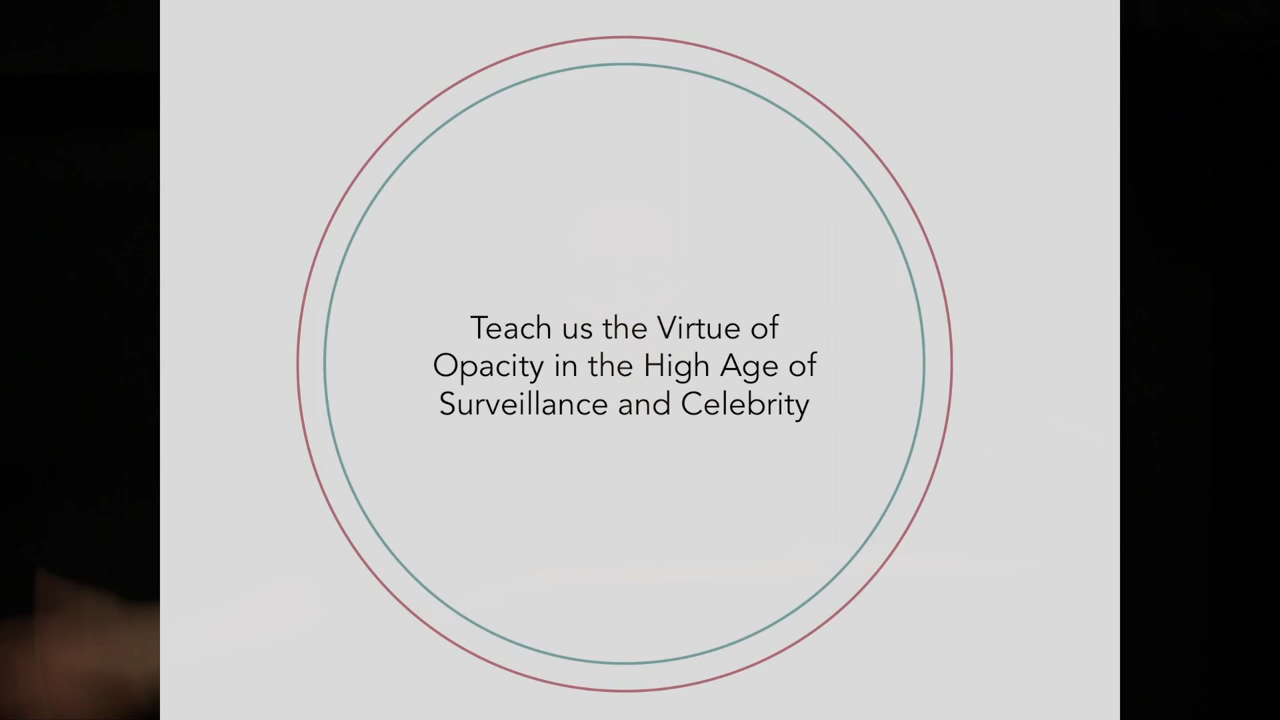 Teach us the Virtue of
Opacity in the High Age of
Surveillance and Celebrity